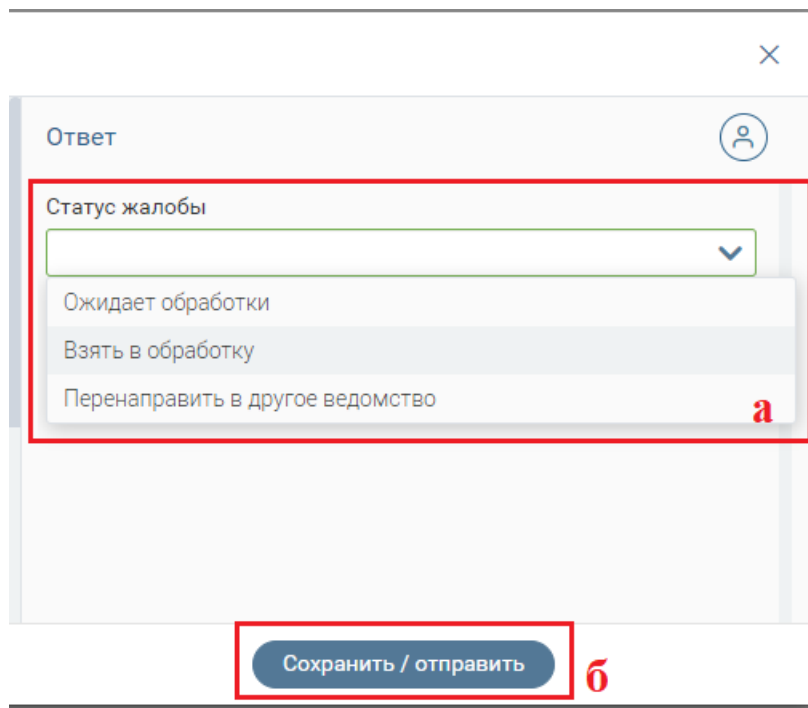 Ответ
Статус жалобы
Ожидает обработки
Взять в обработку
Перенаправить в другое ведомство
а
Сохранить / отправить
б